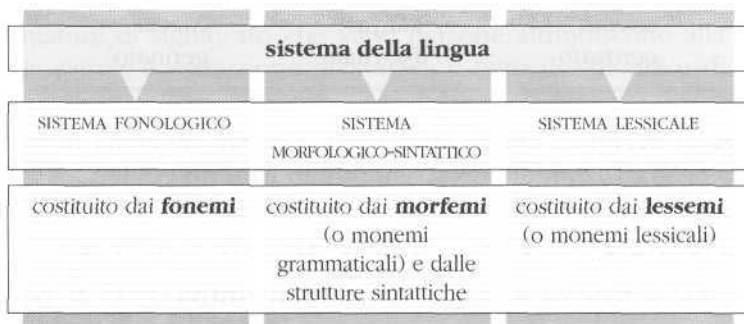 sistema della lingua
SISTEMA FONOLOGICO
SISTEMA
MORFOLOGICO-SINTATTICO
SISTEMA LESSICALE
costituito dai fonemi
costituito dai morfemi
(o monemi
grammaticali) e dalle
strutture sintattiche
costituito dai lessemi
(o monemi lessicali)